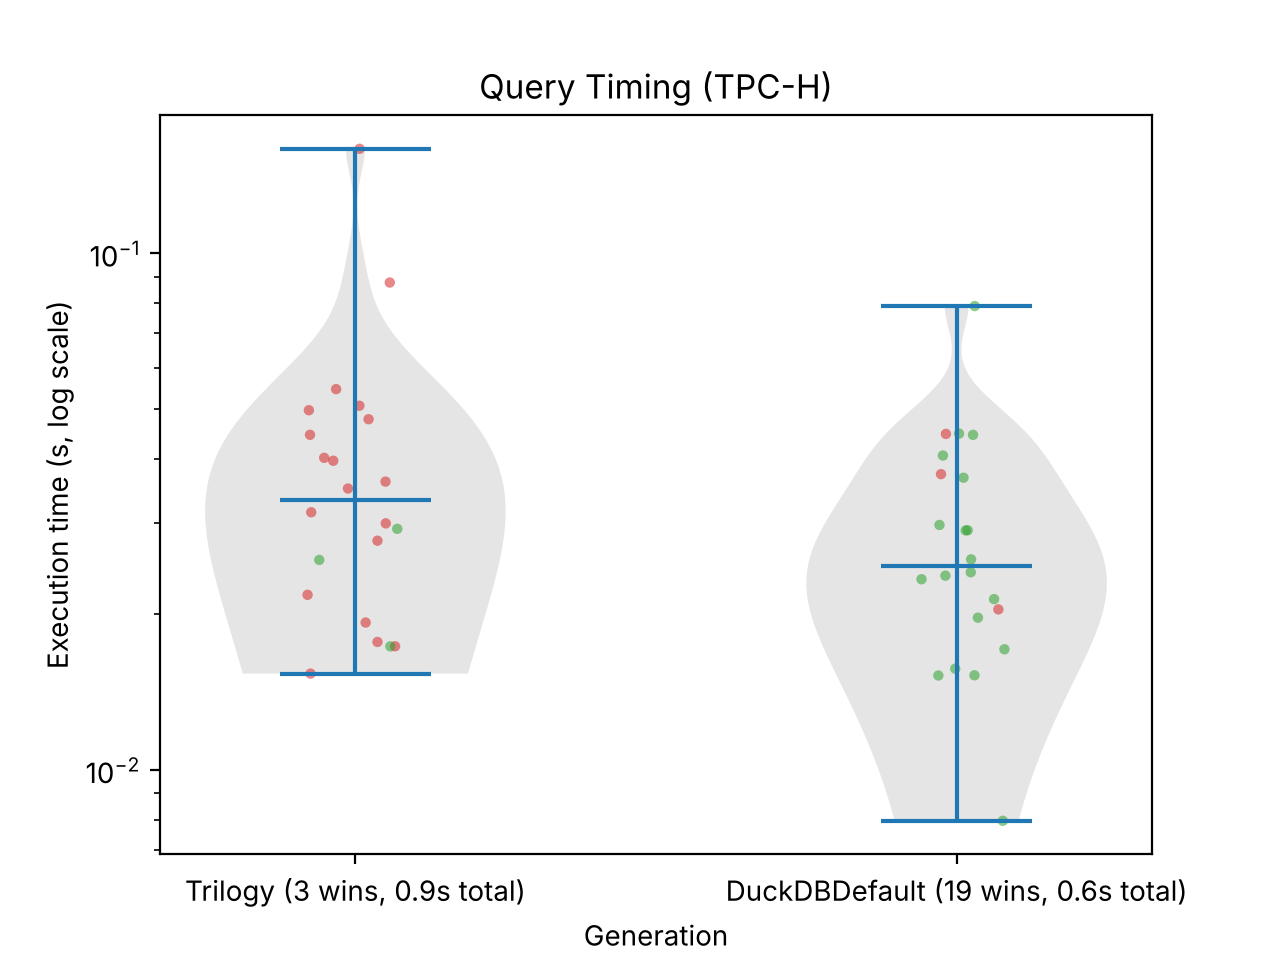 Query Timing (TPC-H)
Execution time (s, log scale)
10⁻¹
10⁻²
Trilogy (3 wins, 0.9s total)
DuckDBDefault (19 wins, 0.6s total)
Generation